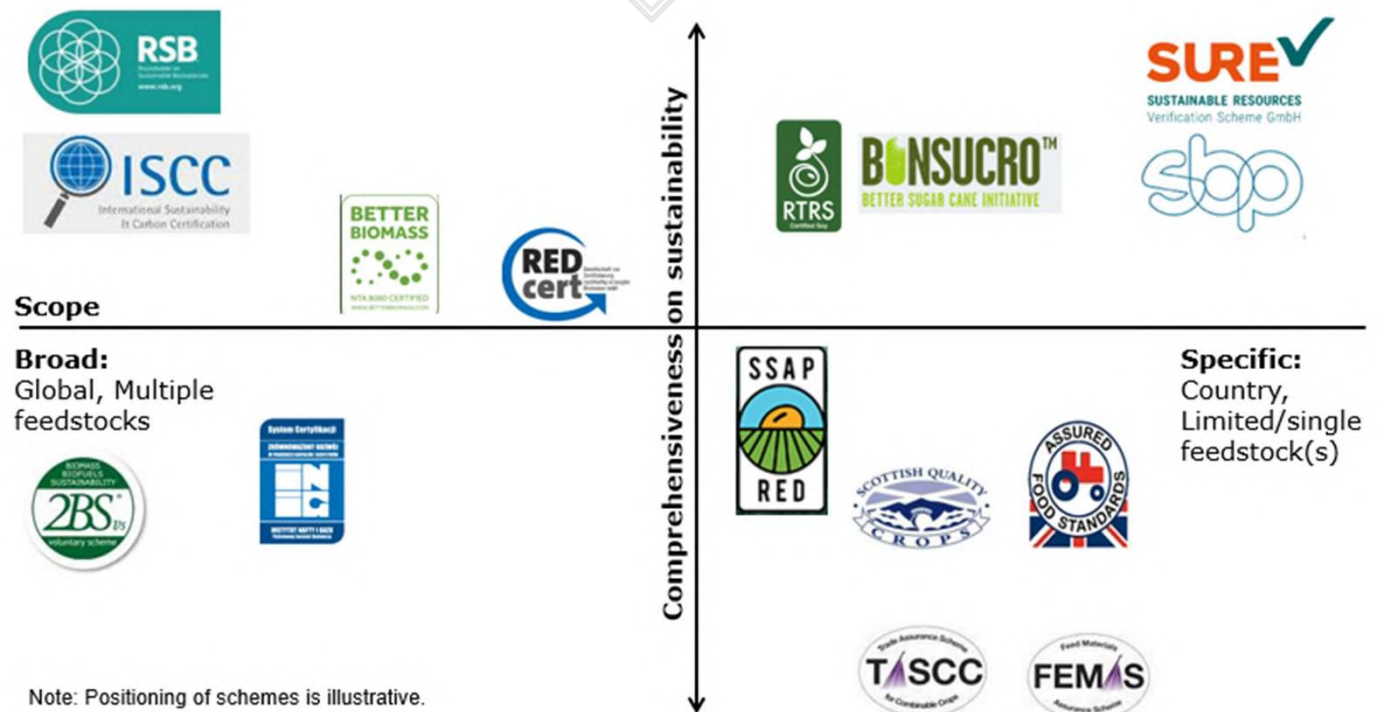 RSB
Roundtable on
Sustainable Biomaterials
www.rsb.org
ISCC
International Sustainability
& Carbon Certification
BETTER
BIOMASS
NTA 8080 CERTIFIED
WWW.BETTERBIOMASS.COM
RED
cert
Comprehensiveness on sustainability
RTRS
Certified Soy
BONSUCRO™
BETTER SUGAR CANE INITIATIVE
SURE
SUSTAINABLE RESOURCES
Verification Scheme GmbH
sbp
Scope
Broad:
Global, Multiple
feedstocks
Specific:
Country,
Limited/single
feedstock(s)
BIOMASS
BIOFUELS
SUSTAINABILITY
2BSvs
voluntary scheme
System Certyfikacji
INSTYTUT NAFTY I GAZU
SSAP
RED
SCOTTISH QUALITY
CROPS
ASSURED
FOOD STANDARDS
Trade Assurance Scheme
TASCC
for Combinable Crops
Feed Materials
FEMAS
Assurance Scheme
Note: Positioning of schemes is illustrative.